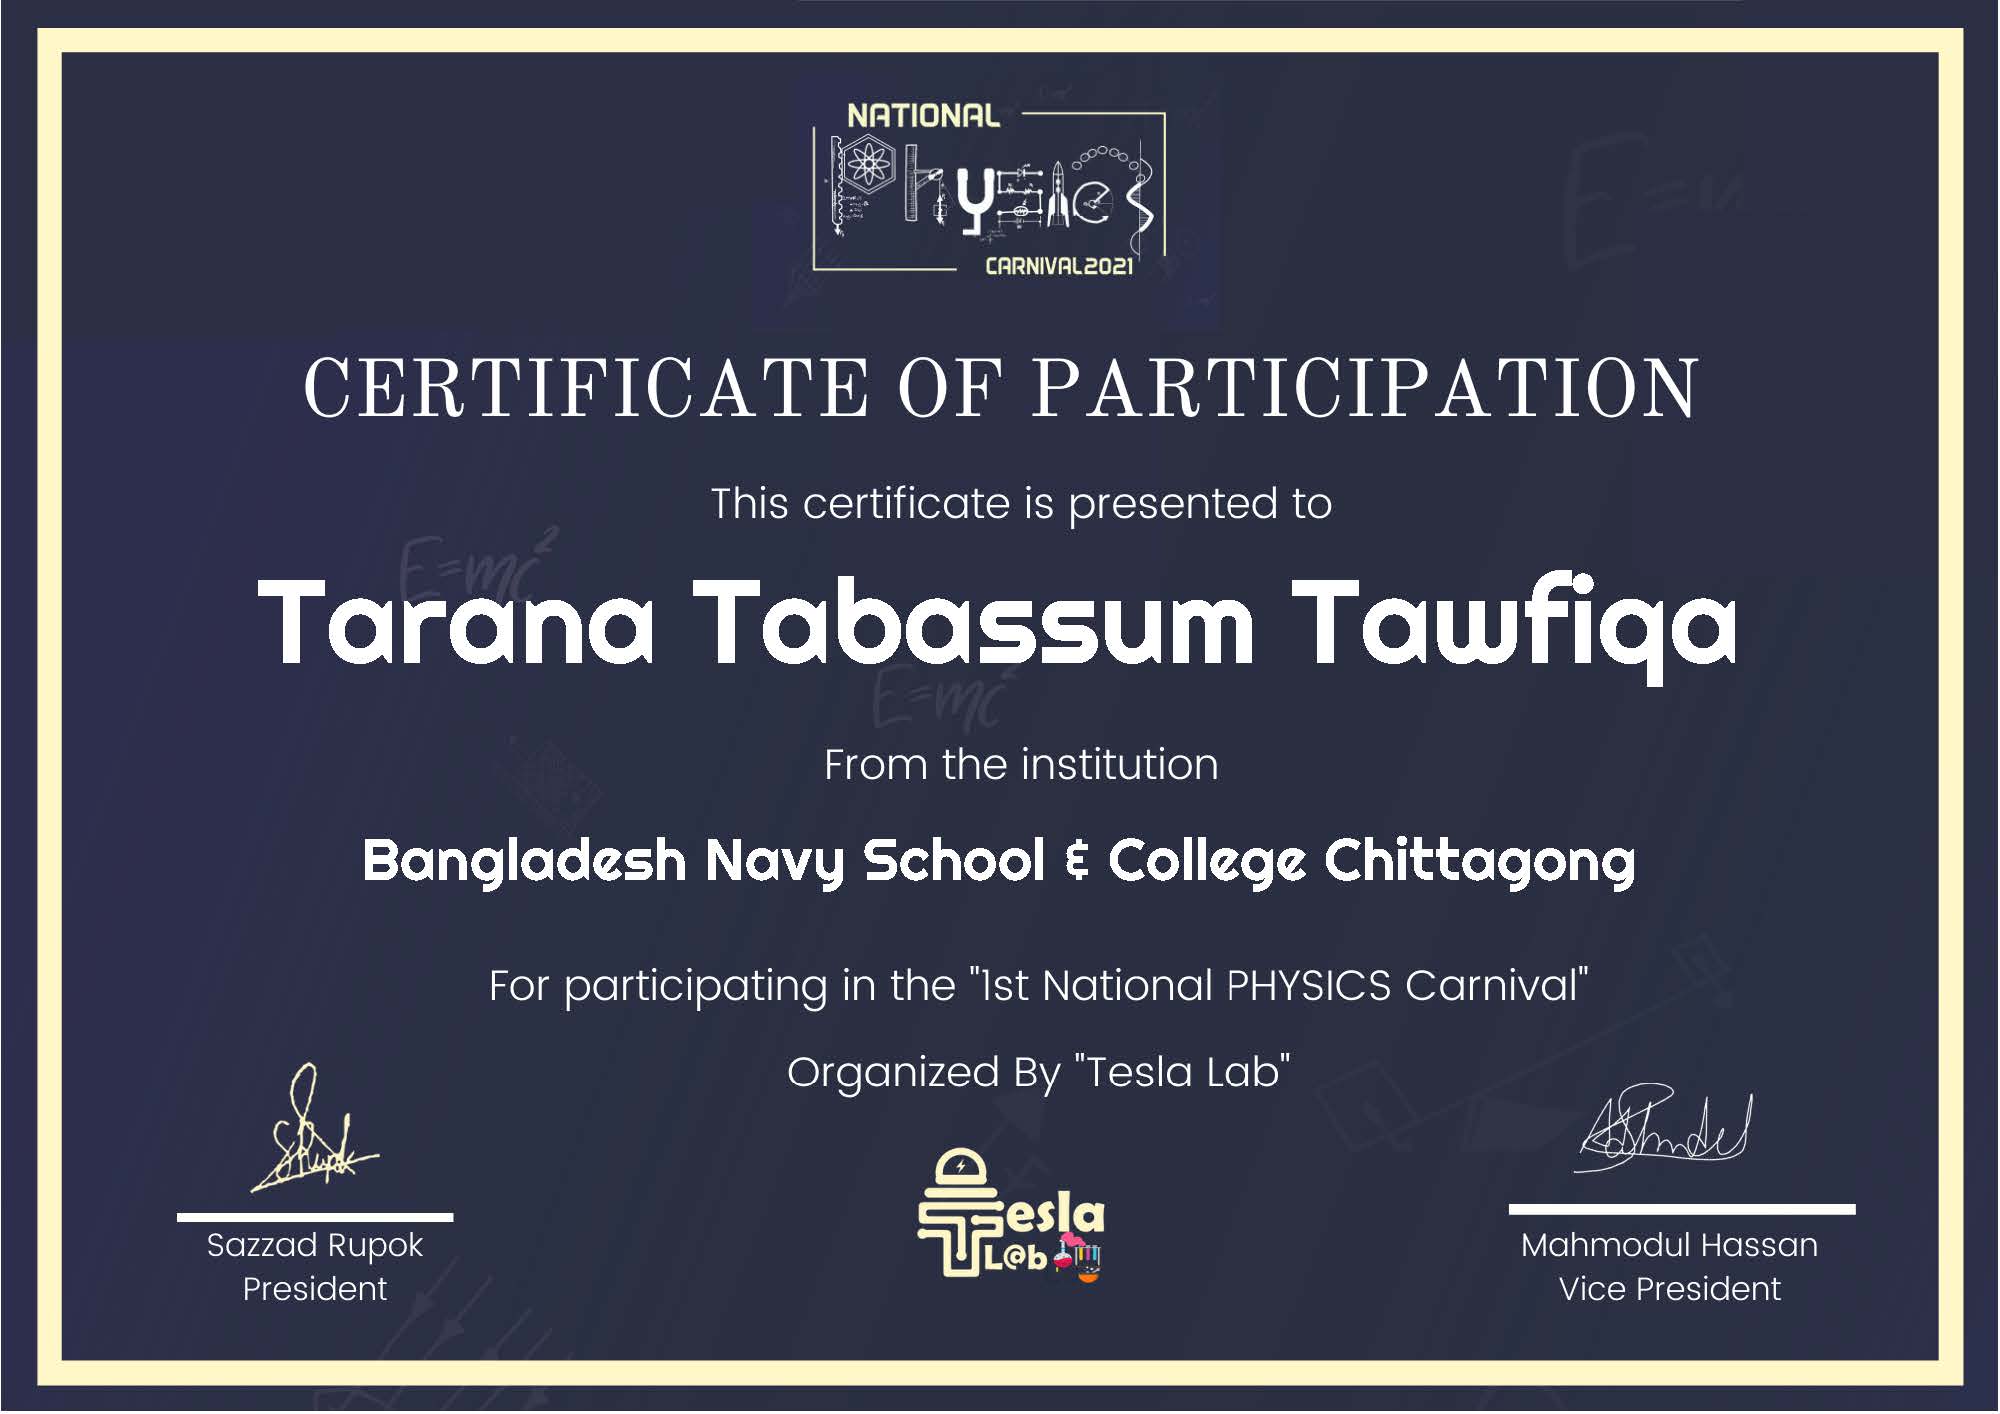 NATIONAL
Physics
CARNIVAL2021
CERTIFICATE OF PARTICIPATION
This certificate is presented to
E=mc²
Tarana Tabassum Tawfiqa
E=mc²
From the institution
Bangladesh Navy School & College Chittagong
For participating in the "1st National PHYSICS Carnival"
Organized By "Tesla Lab"
Tesla
L@b
Sazzad Rupok
President
Mahmodul Hassan
Vice President